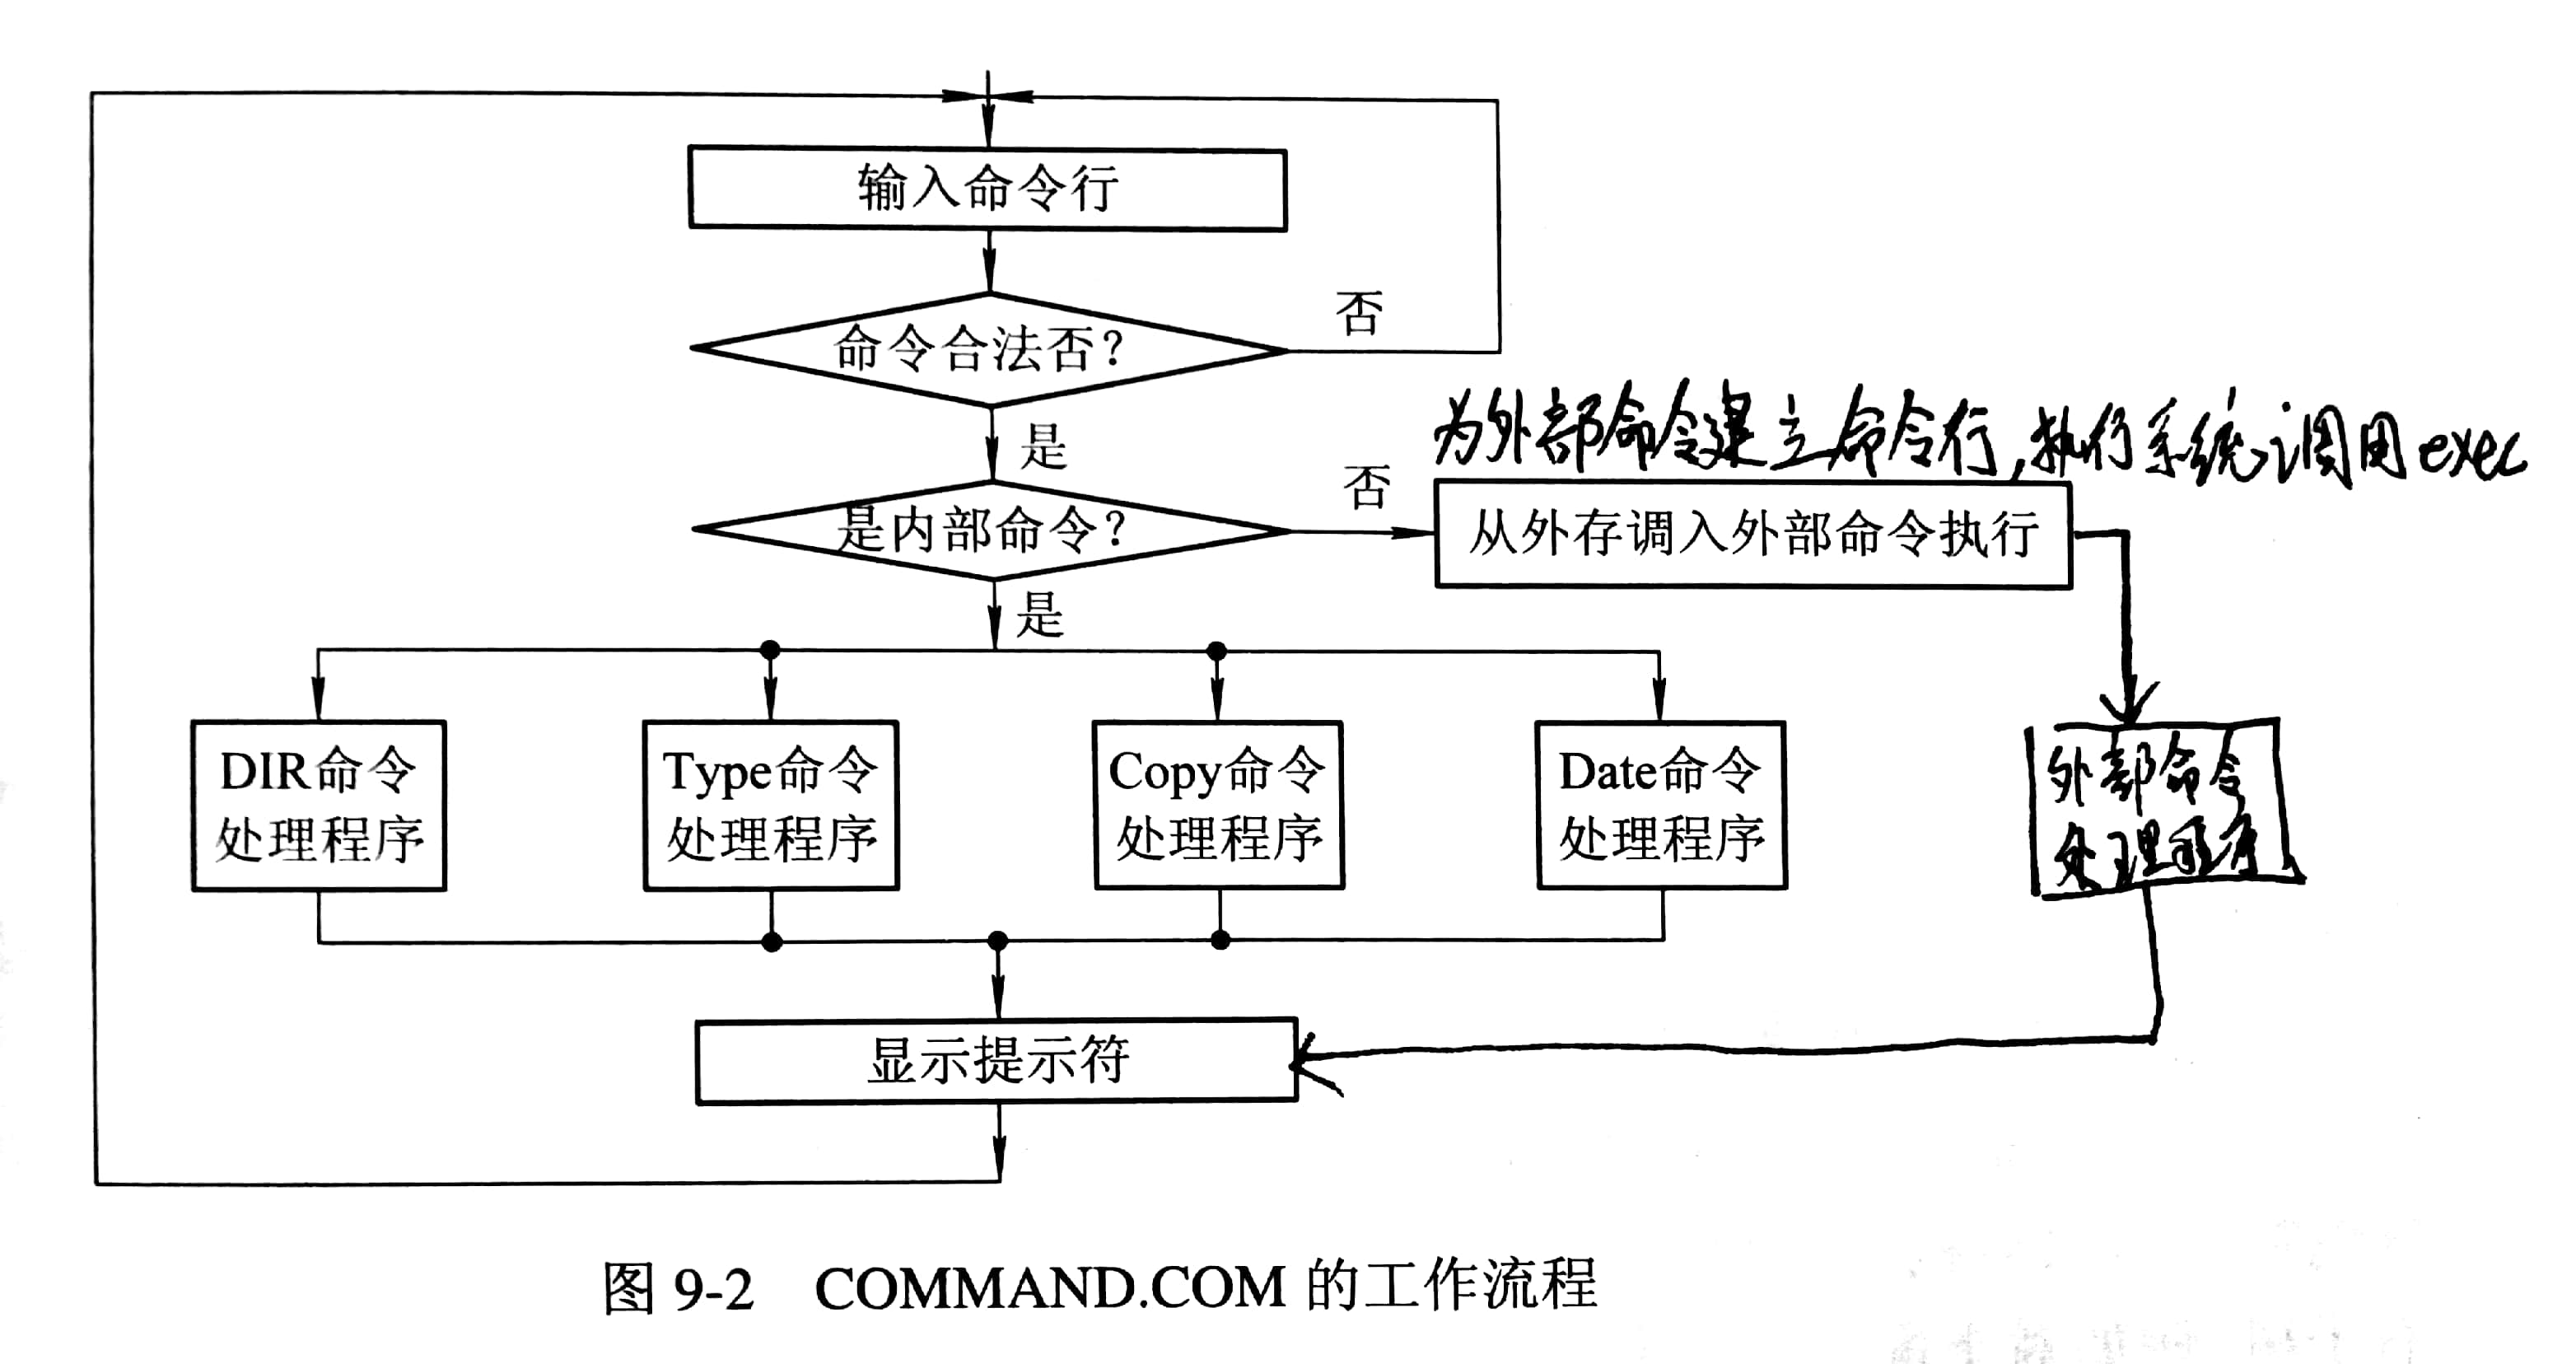 输入命令行
命令合法否?
否
是
为外部命令建立命令行,执行系统调用exec
是内部命令?
否
从外存调入外部命令执行
是
DIR命令
处理程序
Type命令
处理程序
Copy命令
处理程序
Date命令
处理程序
外部命令
处理程序
显示提示符
图 9-2 COMMAND.COM 的工作流程